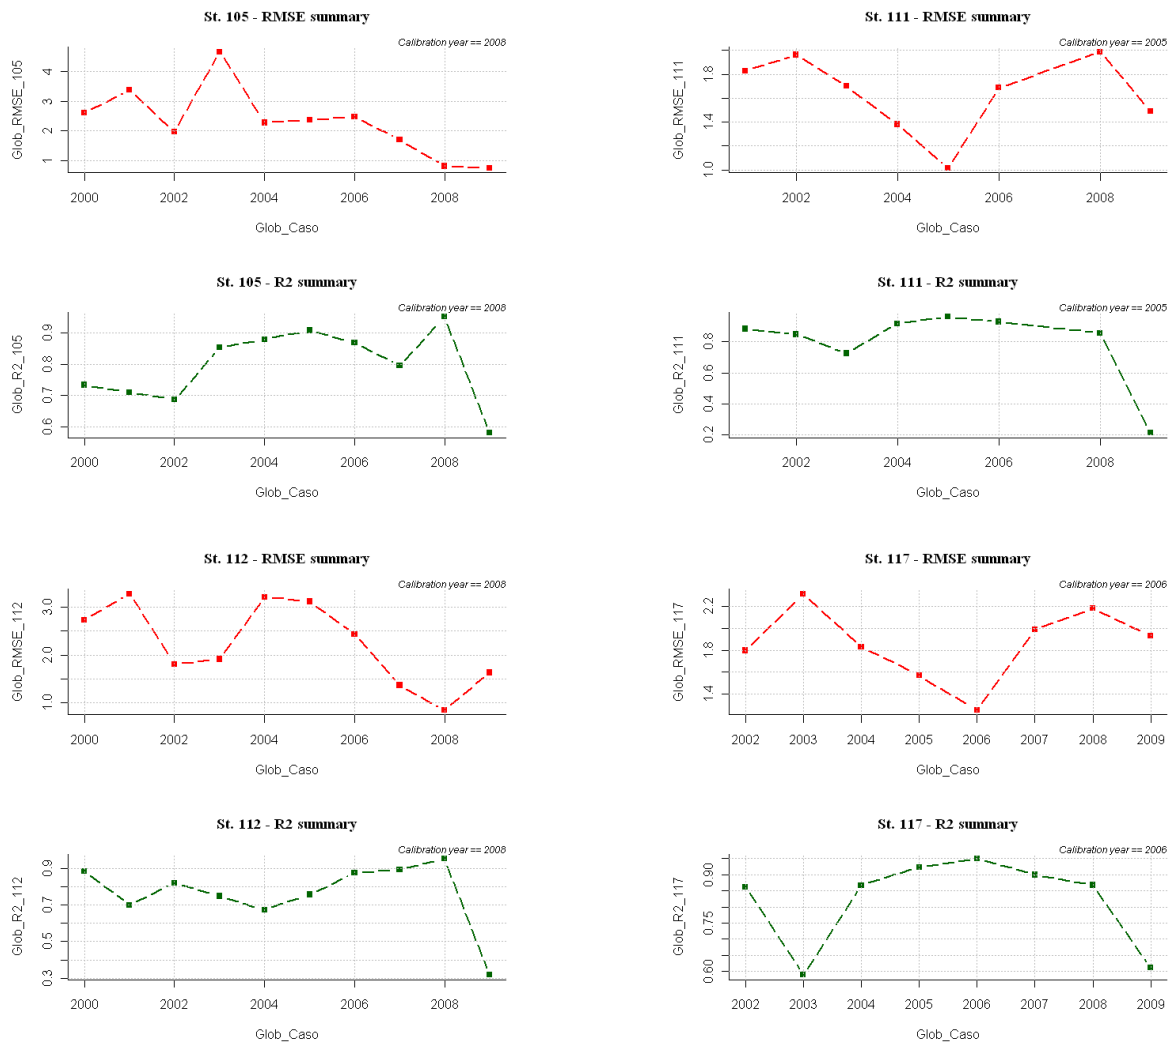 St. 105 - RMSE summary
Calibration year == 2008
Glob_RMSE_105
4
3
2
1
2000 2002 2004 2006 2008
Glob_Caso
St. 111 - RMSE summary
Calibration year == 2005
Glob_RMSE_111
1.8
1.4
1.0
2002 2004 2006 2008
Glob_Caso
St. 105 - R2 summary
Calibration year == 2008
Glob_R2_105
0.9
0.8
0.7
0.6
2000 2002 2004 2006 2008
Glob_Caso
St. 111 - R2 summary
Calibration year == 2005
Glob_R2_111
0.8
0.6
0.4
0.2
2002 2004 2006 2008
Glob_Caso
St. 112 - RMSE summary
Calibration year == 2008
Glob_RMSE_112
3.0
2.0
1.0
2000 2002 2004 2006 2008
Glob_Caso
St. 117 - RMSE summary
Calibration year == 2006
Glob_RMSE_117
2.2
1.8
1.4
2002 2003 2004 2005 2006 2007 2008 2009
Glob_Caso
St. 112 - R2 summary
Calibration year == 2008
Glob_R2_112
0.9
0.7
0.5
0.3
2000 2002 2004 2006 2008
Glob_Caso
St. 117 - R2 summary
Calibration year == 2006
Glob_R2_117
0.90
0.75
0.60
2002 2003 2004 2005 2006 2007 2008 2009
Glob_Caso